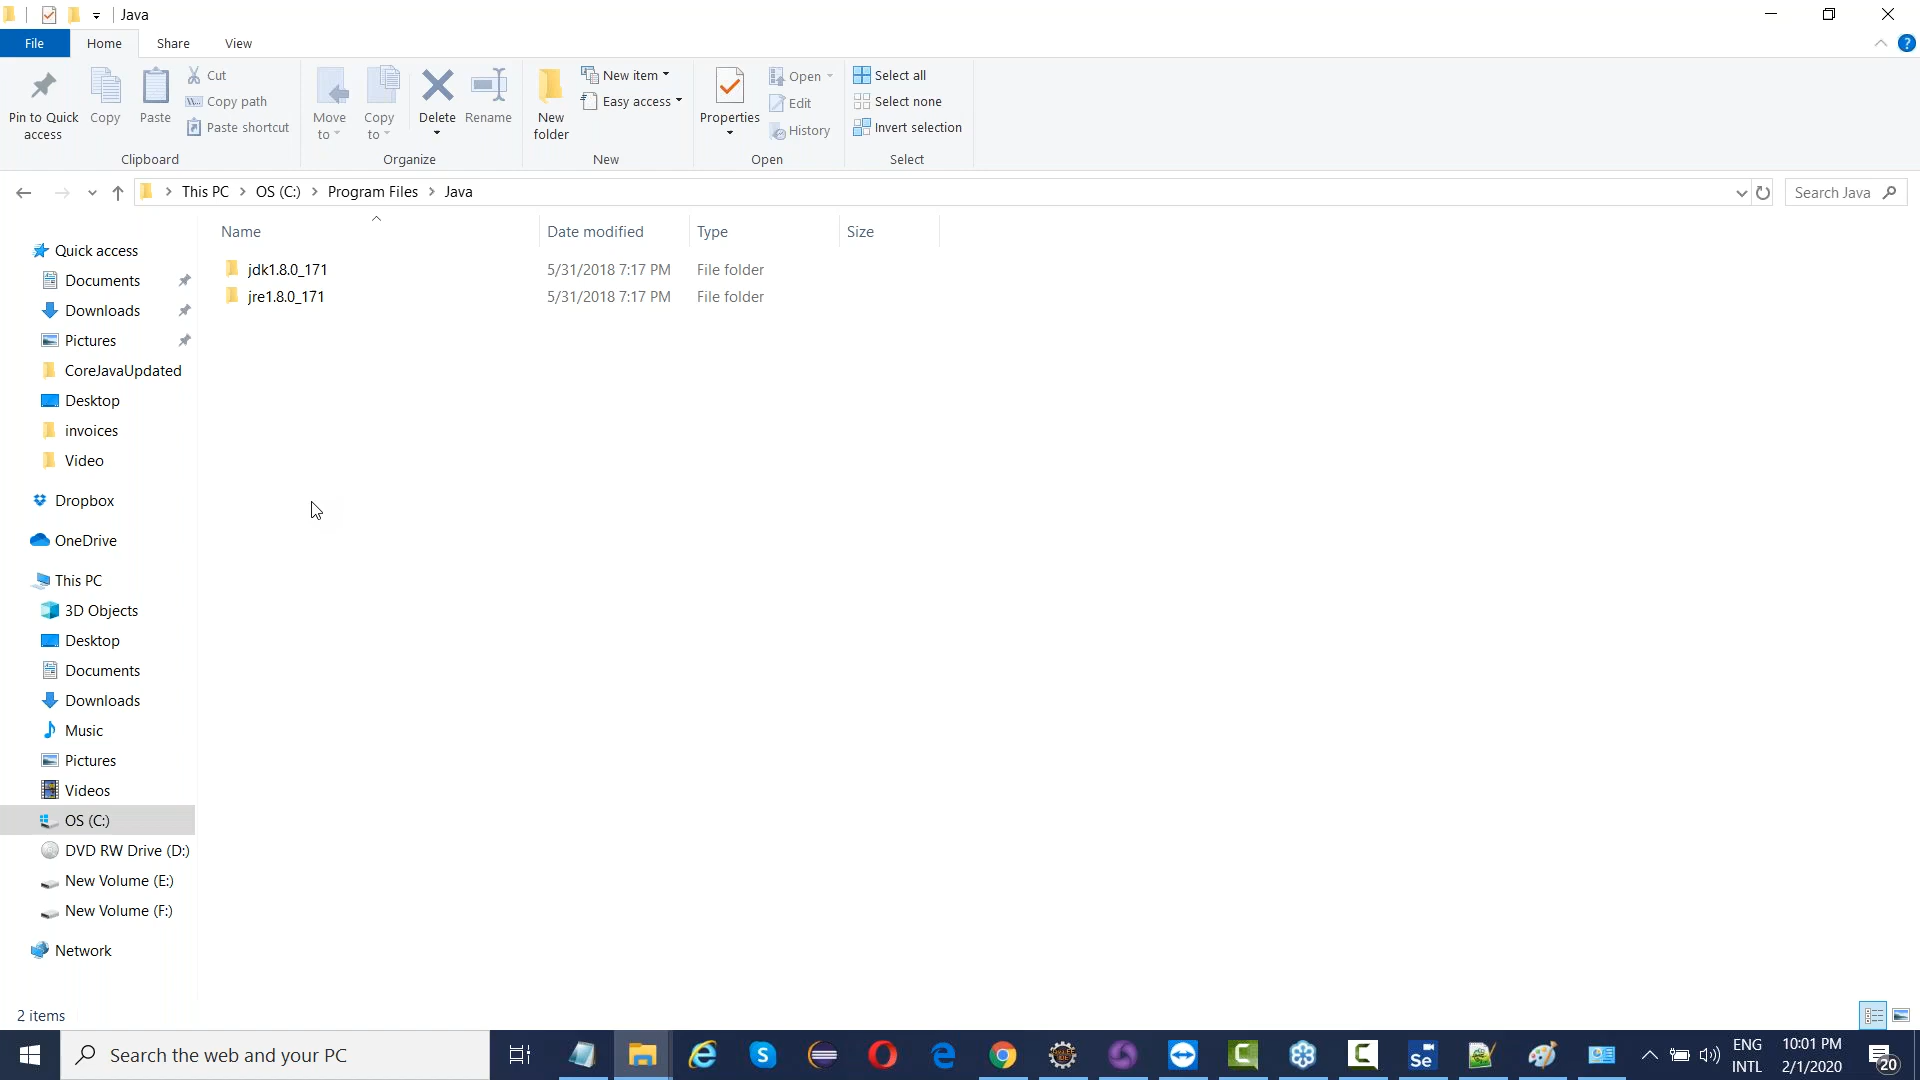 Java
File
Home
Share
View
Pin to Quick
access
Copy
Paste
Cut
Copy path
Paste shortcut
Clipboard
Move
to
Copy
to
Delete
Rename
Organize
New
folder
New item
Easy access
New
Properties
Open
Edit
History
Open
Select all
Select none
Invert selection
Select
This PC > OS (C:) > Program Files > Java
Search Java
Name
Date modified
Type
Size
jdk1.8.0_171 5/31/2018 7:17 PM File folder
jre1.8.0_171 5/31/2018 7:17 PM File folder
Quick access
Documents
Downloads
Pictures
CoreJavaUpdated
Desktop
invoices
Video
Dropbox
OneDrive
This PC
3D Objects
Desktop
Documents
Downloads
Music
Pictures
Videos
OS (C:)
DVD RW Drive (D:)
New Volume (E:)
New Volume (F:)
Network
2 items
Search the web and your PC
Se
ENG
INTL
10:01 PM
2/1/2020
20